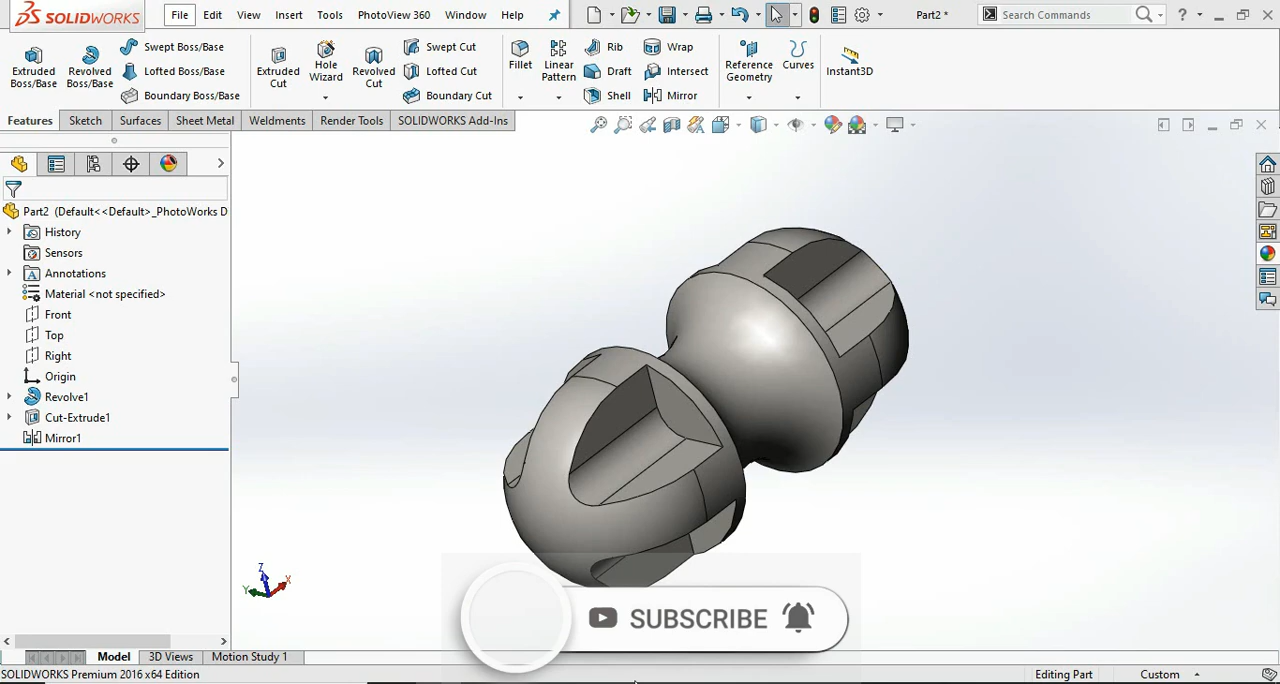 3S SOLIDWORKS File Edit View Insert Tools PhotoView 360 Window Help Part2 * Search Commands ?
Extruded Boss/Base
Revolved Boss/Base
Swept Boss/Base
Lofted Boss/Base
Boundary Boss/Base
Extruded Cut
Hole Wizard
Revolved Cut
Swept Cut
Lofted Cut
Boundary Cut
Fillet
Linear Pattern
Rib
Draft
Shell
Wrap
Intersect
Mirror
Reference Geometry
Curves
Instant3D
Features Sketch Surfaces Sheet Metal Weldments Render Tools SOLIDWORKS Add-Ins
Part2 (Default<<Default>_PhotoWorks D
History
Sensors
A Annotations
Material <not specified>
Front
Top
Right
Origin
Revolve1
Cut-Extrude1
Mirror1
Z
Y X
SUBSCRIBE
Model 3D Views Motion Study 1
SOLIDWORKS Premium 2016 x64 Edition Editing Part Custom